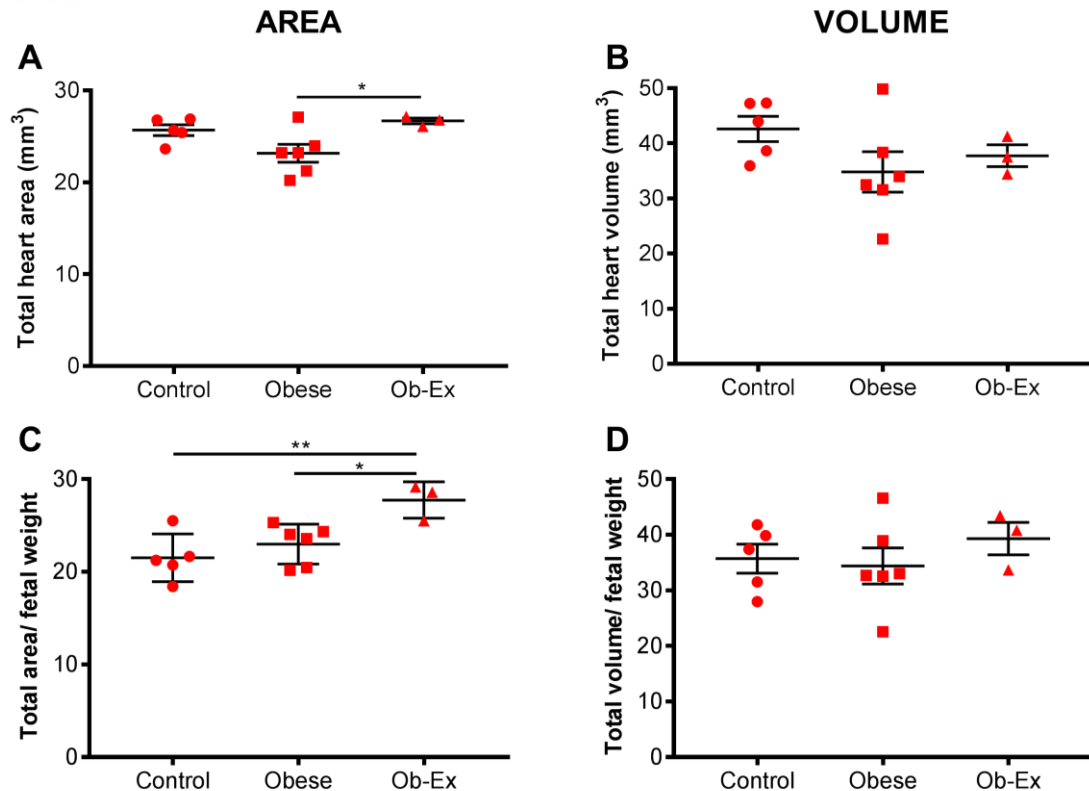 AREA
VOLUME
A
Total heart area (mm³)
30
20
10
0
*
Control
Obese
Ob-Ex
B
Total heart volume (mm³)
50
40
30
20
10
0
Control
Obese
Ob-Ex
C
Total area/ fetal weight
30
20
10
0
**
*
Control
Obese
Ob-Ex
D
Total volume/ fetal weight
50
40
30
20
10
0
Control
Obese
Ob-Ex